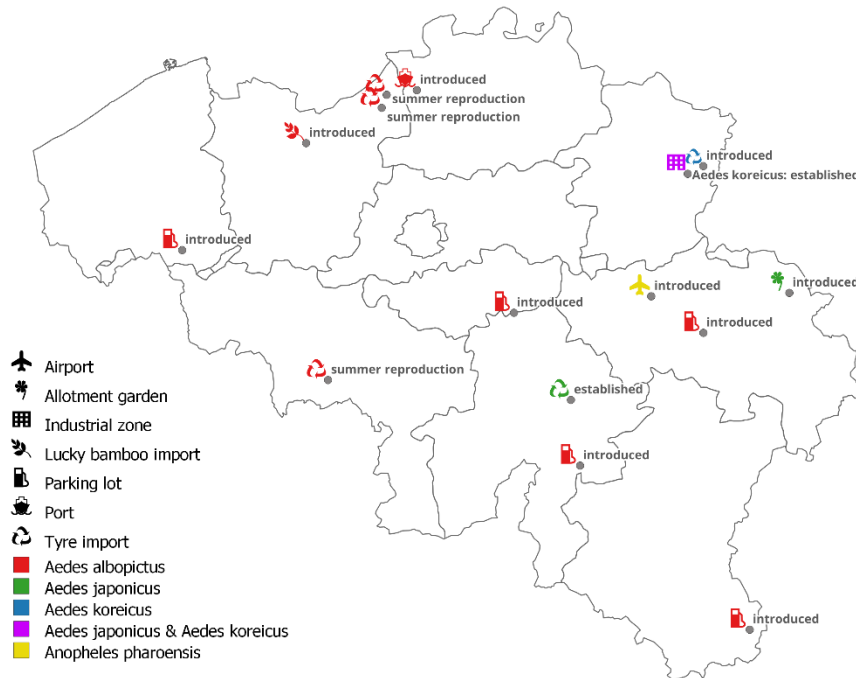 introduced
summer reproduction
summer reproduction
introduced
introduced
Aedes koreicus: established
introduced
introduced
introduced
introduced
introduced
summer reproduction
established
introduced
introduced
Airport
Allotment garden
Industrial zone
Lucky bamboo import
Parking lot
Port
Tyre import
Aedes albopictus
Aedes japonicus
Aedes koreicus
Aedes japonicus & Aedes koreicus
Anopheles pharoensis